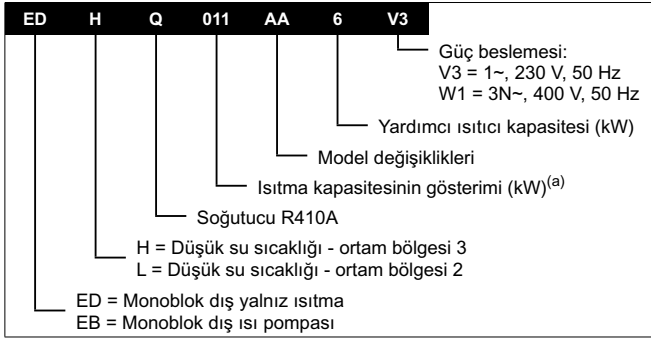 ED H Q 011 AA 6 V3
Güç beslemesi:
V3 = 1~, 230 V, 50 Hz
W1 = 3N~, 400 V, 50 Hz
Yardımcı ısıtıcı kapasitesi (kW)
Model değişiklikleri
Isıtma kapasitesinin gösterimi (kW)(a)
Soğutucu R410A
H = Düşük su sıcaklığı - ortam bölgesi 3
L = Düşük su sıcaklığı - ortam bölgesi 2
ED = Monoblok dış yalnız ısıtma
EB = Monoblok dış ısı pompası